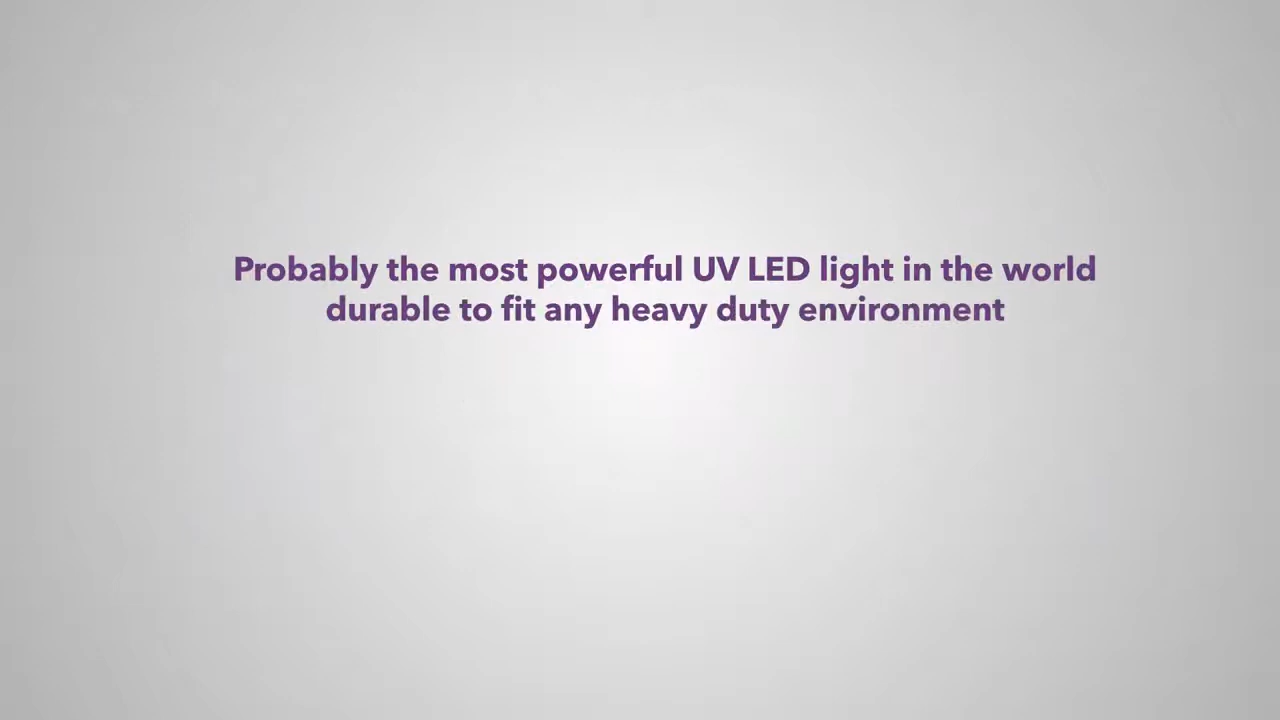 Probably the most powerful UV LED light in the world
durable to fit any heavy duty environment